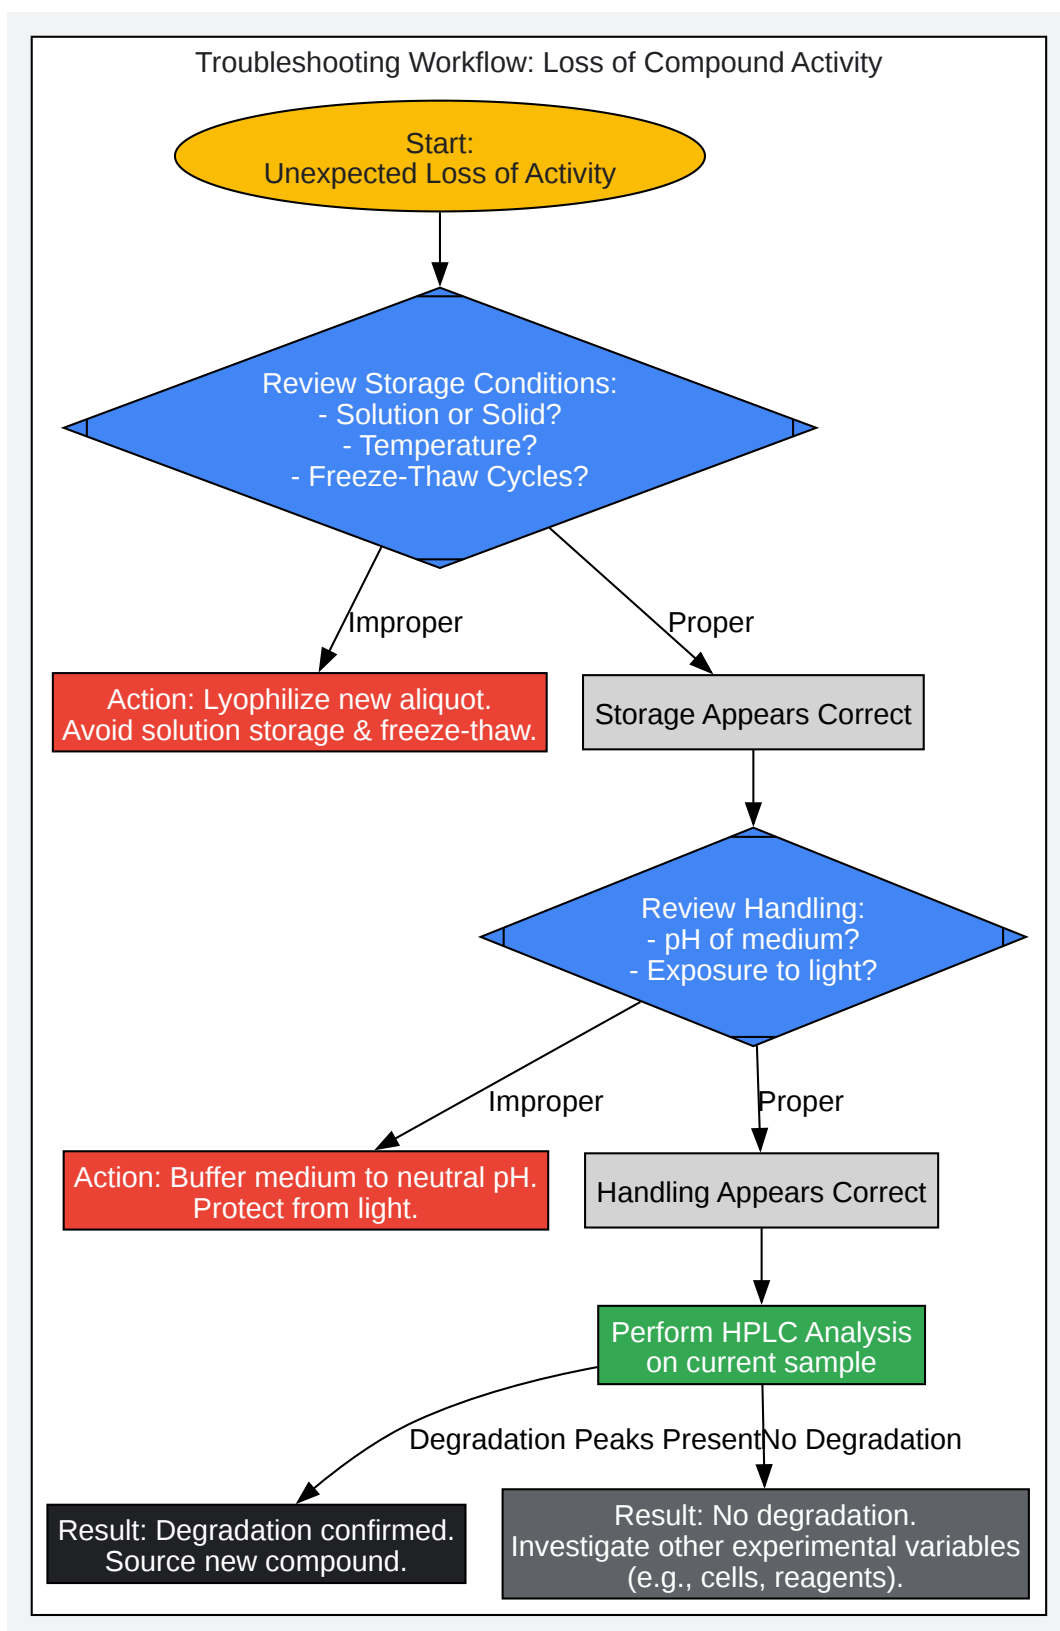 Troubleshooting Workflow: Loss of Compound Activity
Start:
Unexpected Loss of Activity
Review Storage Conditions:
- Solution or Solid?
- Temperature?
- Freeze-Thaw Cycles?
Improper
Proper
Action: Lyophilize new aliquot.
Avoid solution storage & freeze-thaw.
Storage Appears Correct
Review Handling:
- pH of medium?
- Exposure to light?
Improper
Proper
Action: Buffer medium to neutral pH.
Protect from light.
Handling Appears Correct
Perform HPLC Analysis
on current sample
Degradation Peaks Present
No Degradation
Result: Degradation confirmed.
Source new compound.
Result: No degradation.
Investigate other experimental variables
(e.g., cells, reagents).